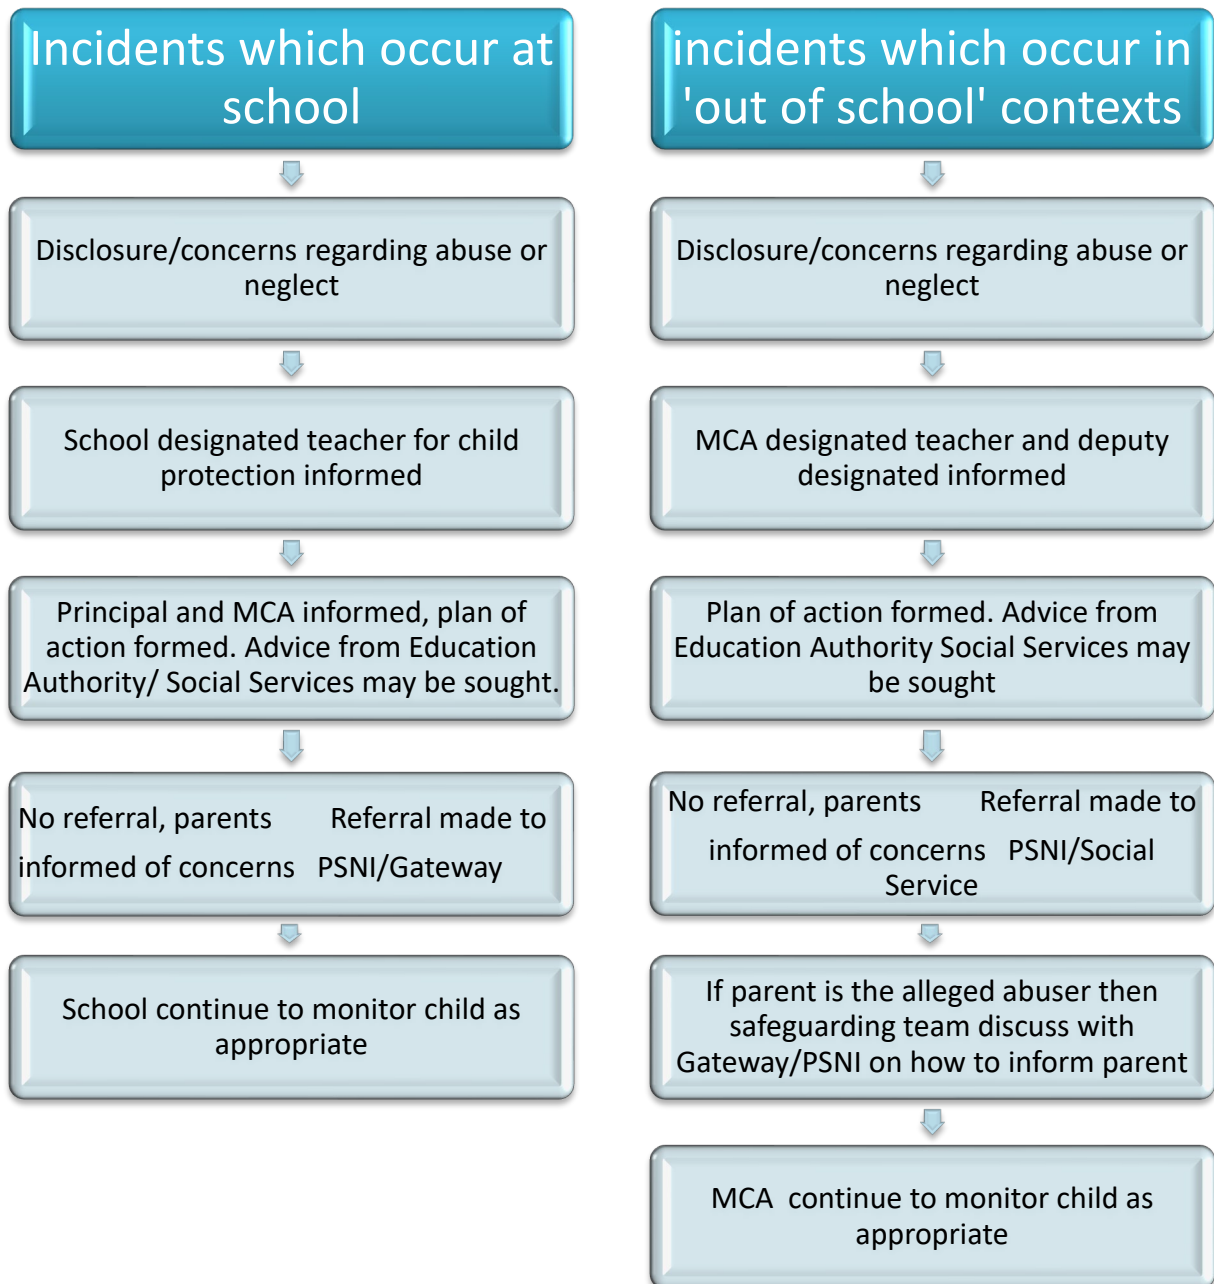 Incidents which occur at
school
Disclosure/concerns regarding abuse or
neglect
School designated teacher for child
protection informed
Principal and MCA informed, plan of
action formed. Advice from Education
Authority/ Social Services may be sought.
No referral, parents Referral made to
informed of concerns PSNI/Gateway
School continue to monitor child as
appropriate
incidents which occur in
'out of school' contexts
Disclosure/concerns regarding abuse or
neglect
MCA designated teacher and deputy
designated informed
Plan of action formed. Advice from
Education Authority Social Services may
be sought
No referral, parents Referral made to
informed of concerns PSNI/Social
Service
If parent is the alleged abuser then
safeguarding team discuss with
Gateway/PSNI on how to inform parent
MCA continue to monitor child as
appropriate